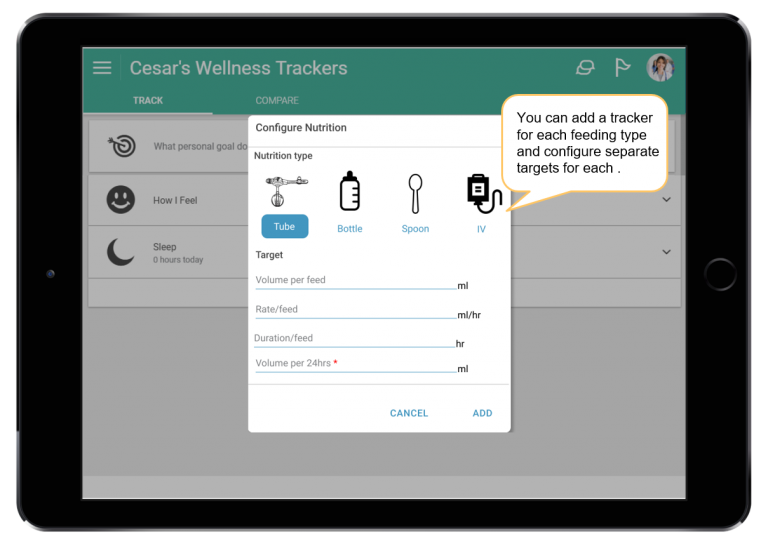 Cesar's Wellness Trackers
TRACK
COMPARE
Configure Nutrition
You can add a tracker
for each feeding type
and configure separate
targets for each .
What personal goal do
Nutrition type
How I Feel
Tube
Bottle
Spoon
IV
Sleep
0 hours today
Target
Volume per feed
ml
Rate/feed
ml/hr
Duration/feed
hr
Volume per 24hrs *
ml
CANCEL
ADD